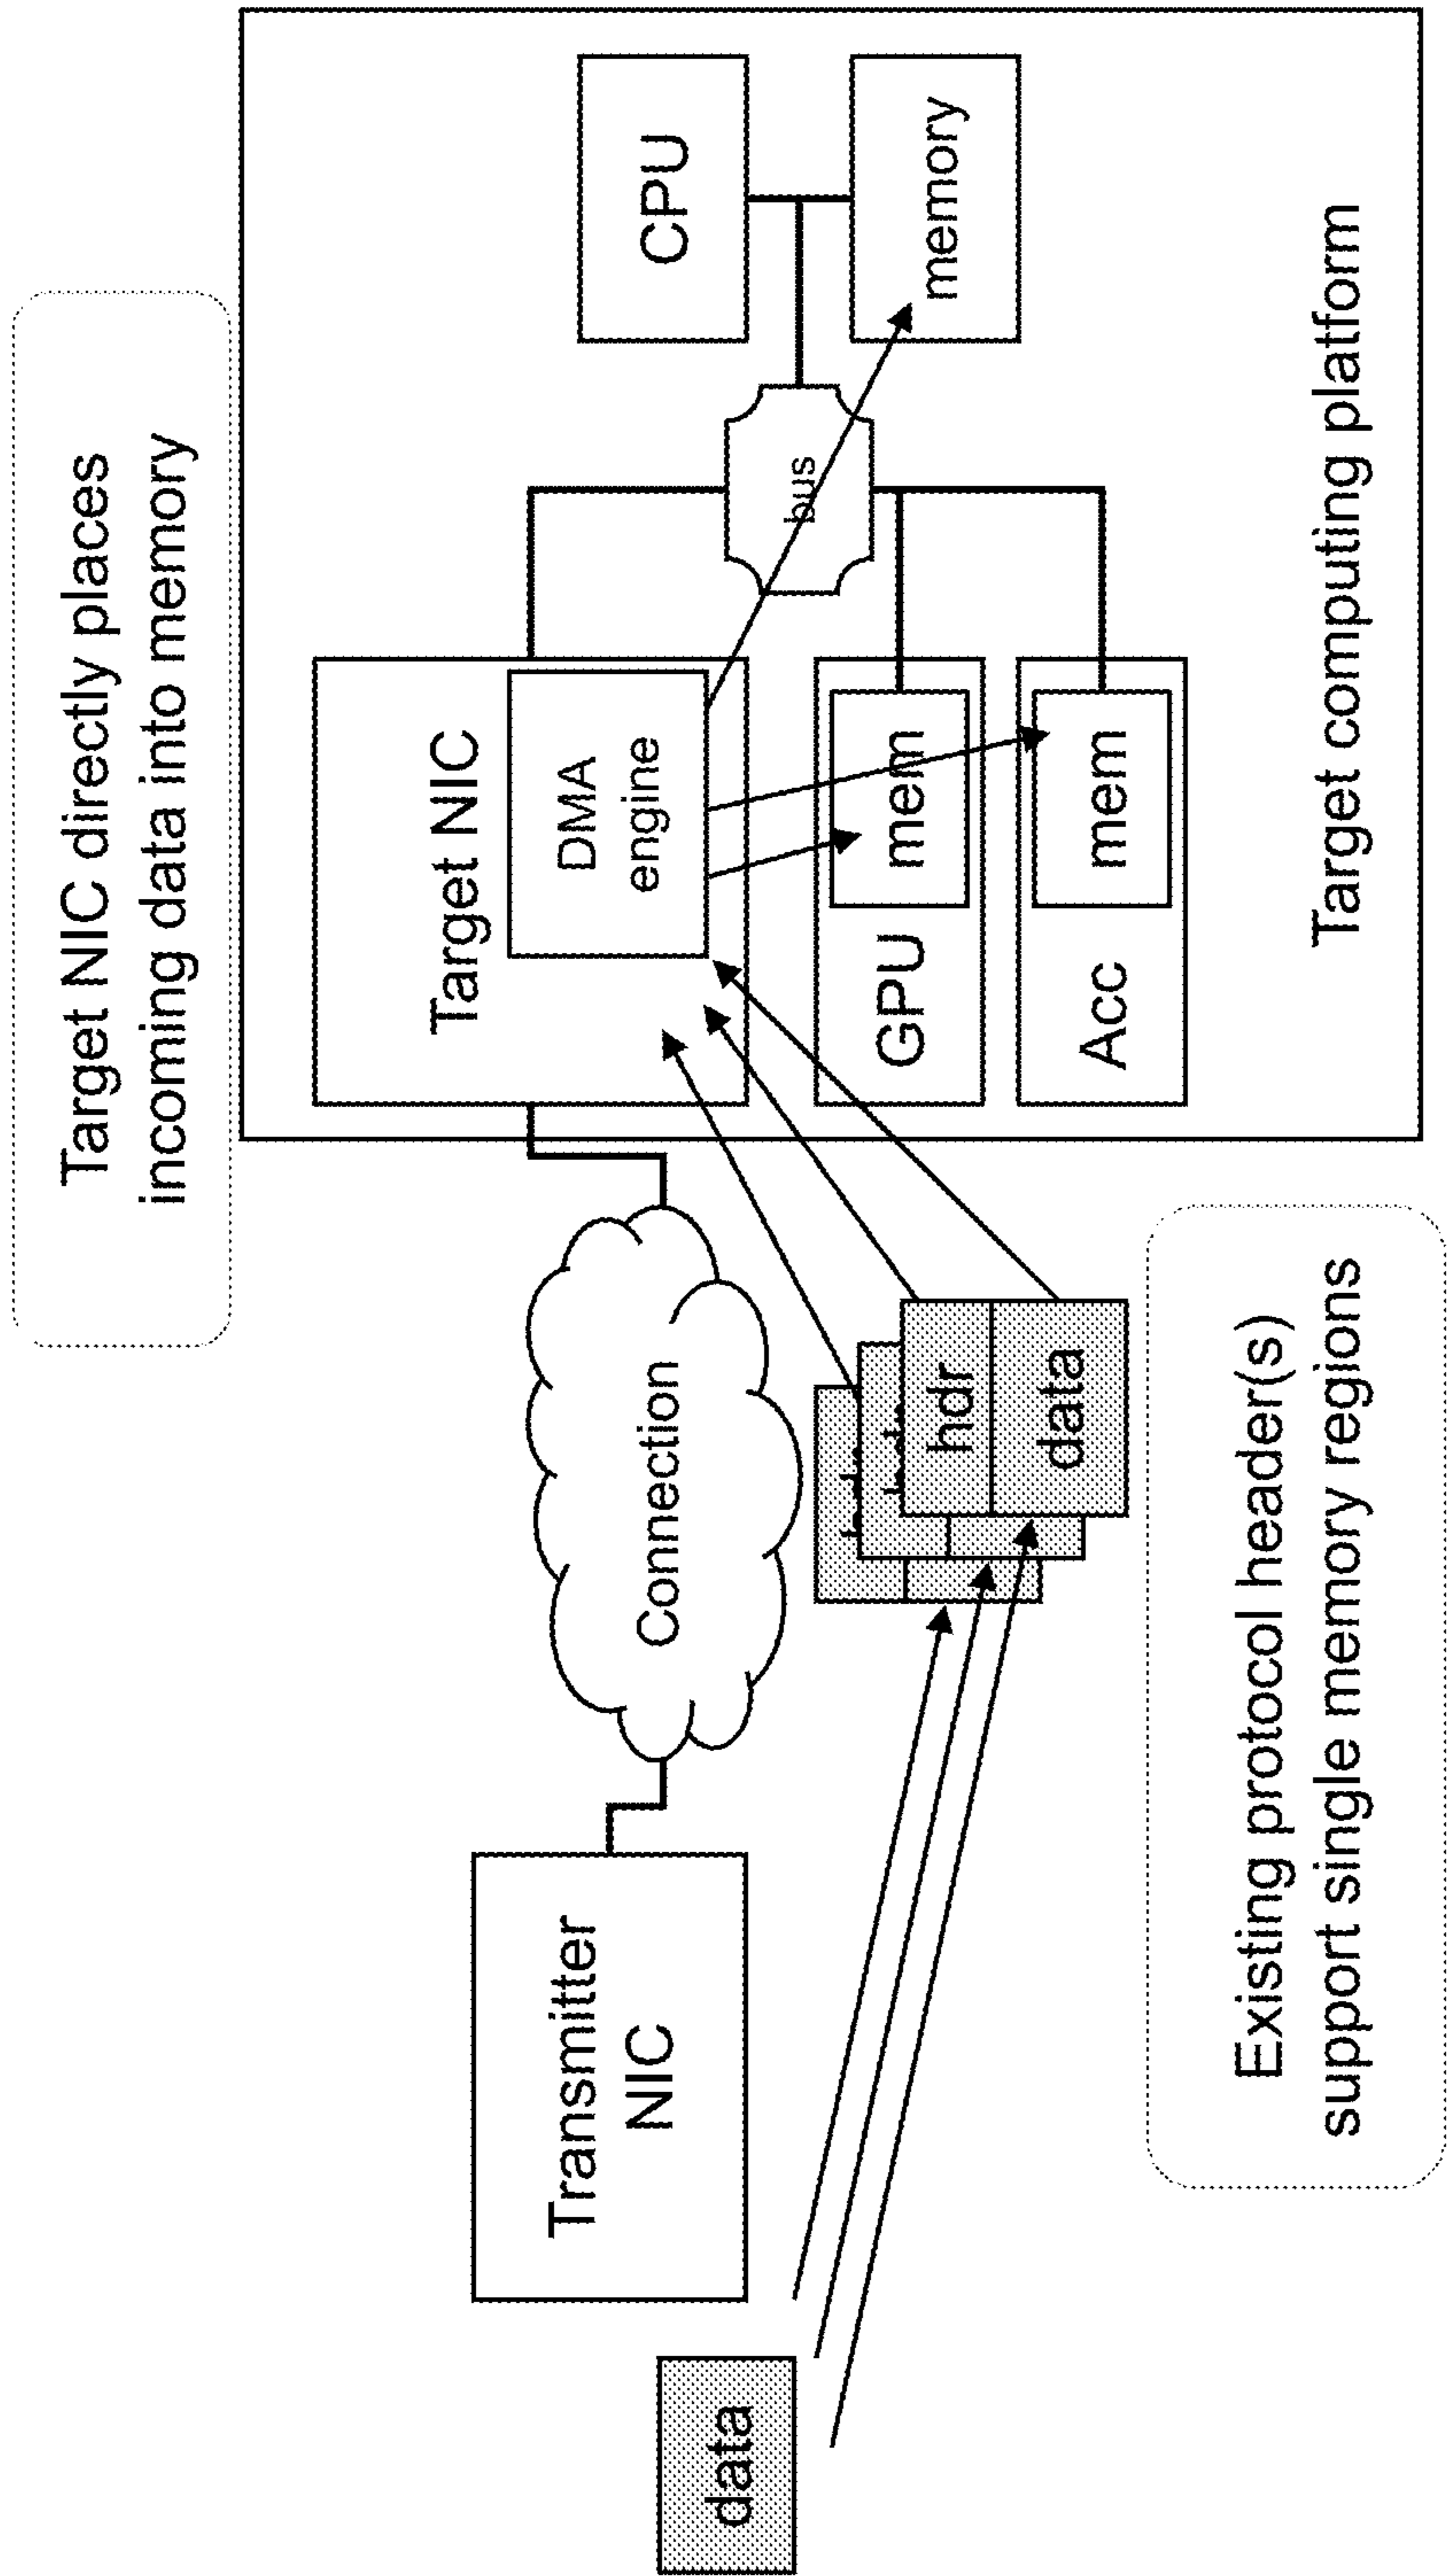 Target NIC directly places
incoming data into memory
data
Transmitter
NIC
Connection
hdr
data
Target NIC
DMA
engine
bus
CPU
memory
GPU
mem
Acc
mem
Target computing platform
Existing protocol header(s)
support single memory regions